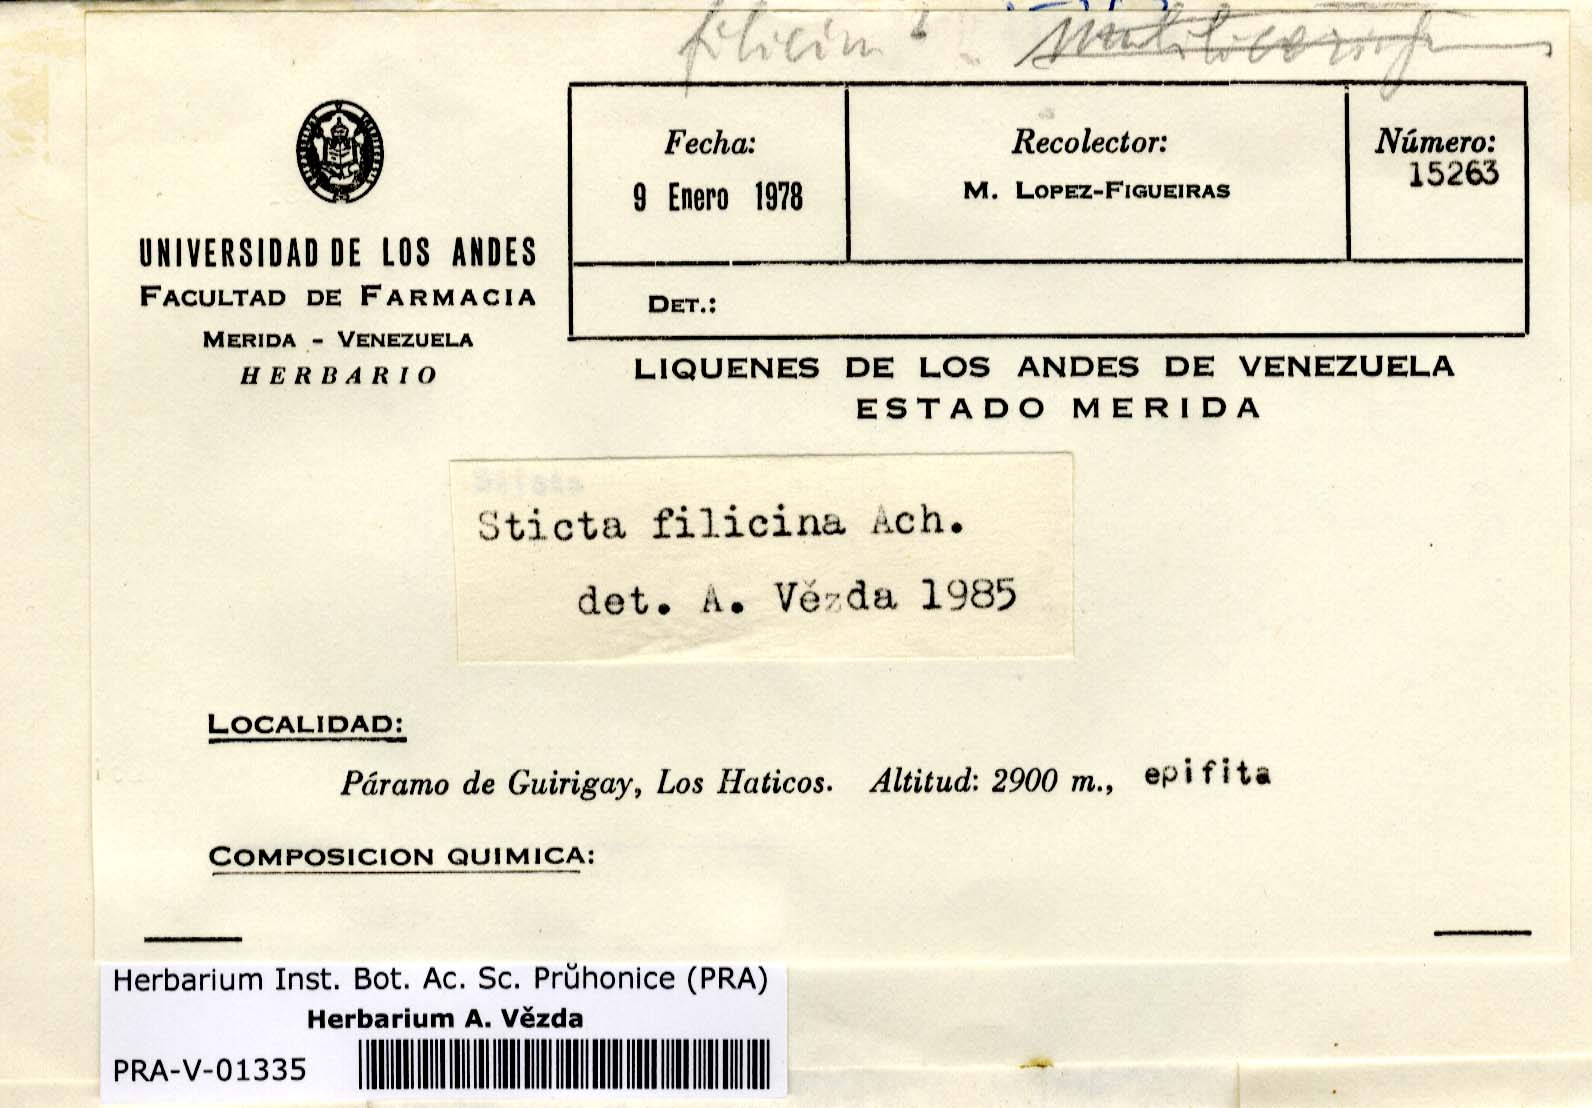 filicin
UNIVERSIDAD DE LOS ANDES
FACULTAD DE FARMACIA
MERIDA - VENEZUELA
HERBARIO
Fecha:
9 Enero 1978
Recolector:
M. LOPEZ-FIGUEIRAS
Número:
15263
DET.:
LIQUENES DE LOS ANDES DE VENEZUELA
ESTADO MERIDA
Sticta
Sticta filicina Ach.
det. A. Vězda 1985
LOCALIDAD:
Páramo de Guirigay, Los Haticos. Altitud: 2900 m., epifita
COMPOSICION QUIMICA:
Herbarium Inst. Bot. Ac. Sc. Průhonice (PRA)
Herbarium A. Vězda
PRA-V-01335